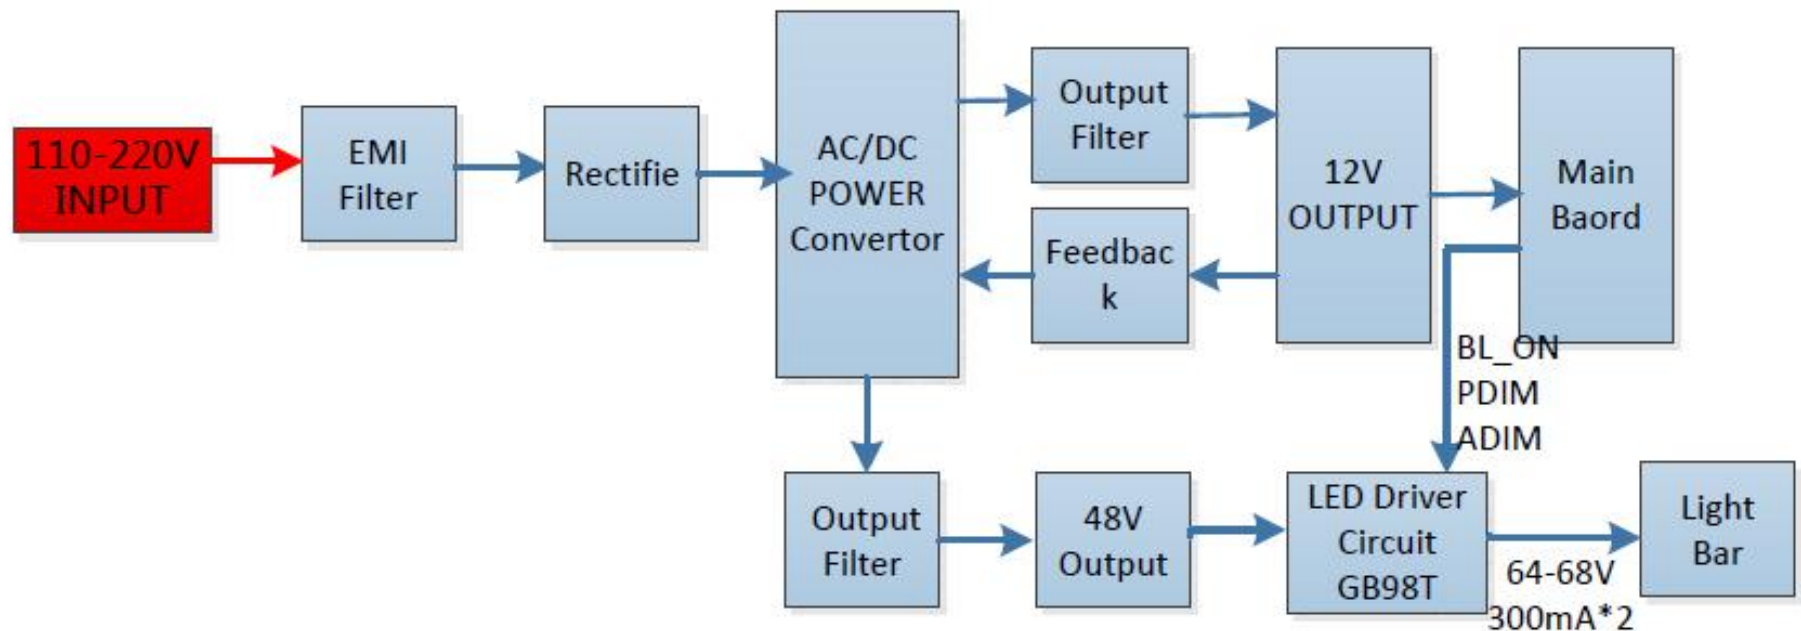 110-220V
INPUT
EMI
Filter
Rectifie
AC/DC
POWER
Convertor
Output
Filter
Feedbac
k
12V
OUTPUT
Main
Baord
BL_ON
PDIM
ADIM
Output
Filter
48V
Output
LED Driver
Circuit
GB98T
64-68V
300mA*2
Light
Bar